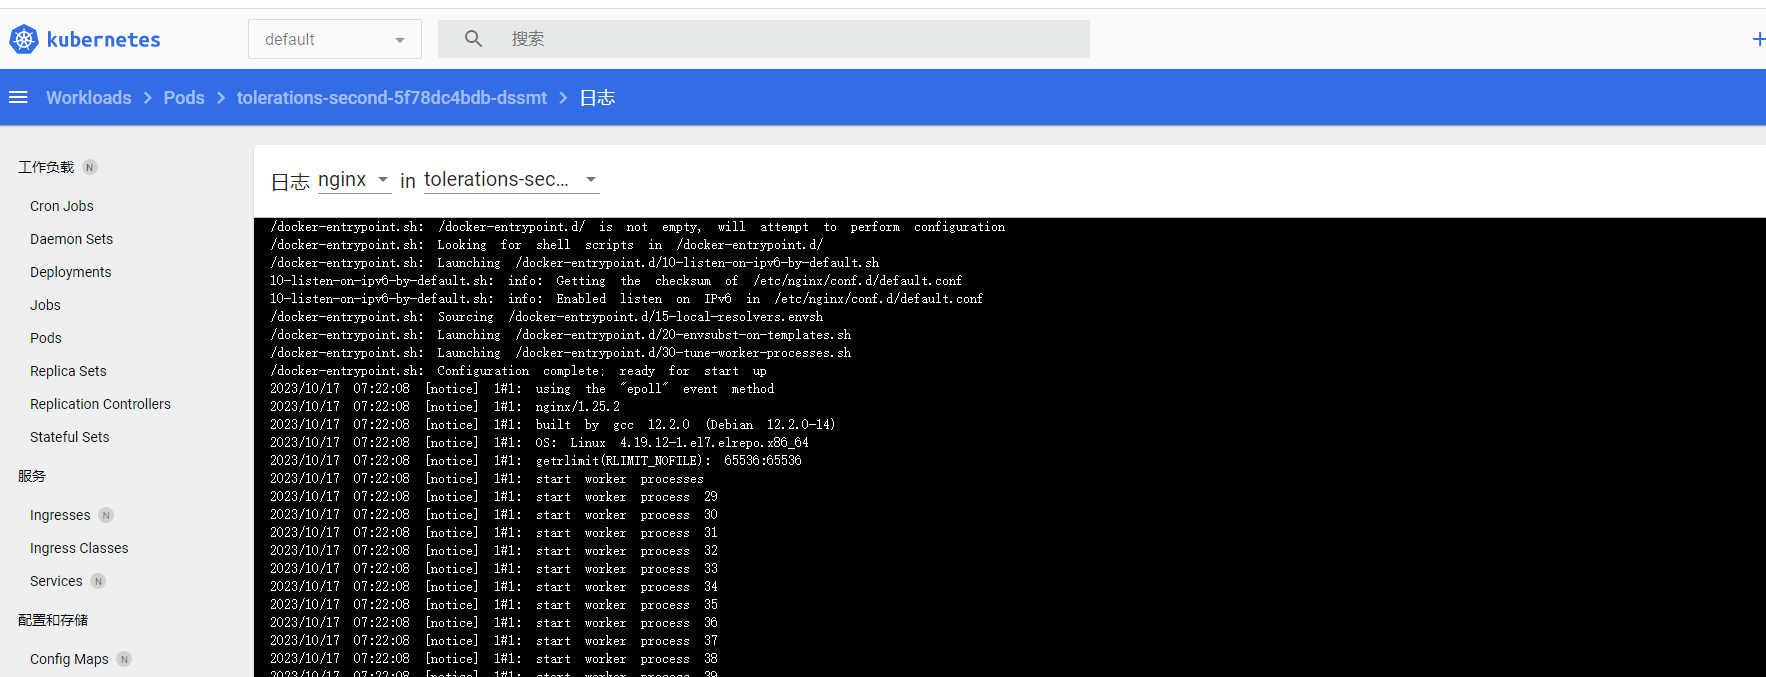 kubernetes
default
搜索
Workloads > Pods > tolerations-second-5f78dc4bdb-dssmt > 日志
工作负载 N
Cron Jobs
Daemon Sets
Deployments
Jobs
Pods
Replica Sets
Replication Controllers
Stateful Sets
服务
Ingresses N
Ingress Classes
Services N
配置和存储
Config Maps N
日志 nginx in tolerations-sec...
/docker-entrypoint.sh: /docker-entrypoint.d/ is not empty, will attempt to perform configuration
/docker-entrypoint.sh: Looking for shell scripts in /docker-entrypoint.d/
/docker-entrypoint.sh: Launching /docker-entrypoint.d/10-listen-on-ipv6-by-default.sh
10-listen-on-ipv6-by-default.sh: info: Getting the checksum of /etc/nginx/conf.d/default.conf
10-listen-on-ipv6-by-default.sh: info: Enabled listen on IPv6 in /etc/nginx/conf.d/default.conf
/docker-entrypoint.sh: Sourcing /docker-entrypoint.d/15-local-resolvers.envsh
/docker-entrypoint.sh: Launching /docker-entrypoint.d/20-envsubst-on-templates.sh
/docker-entrypoint.sh: Launching /docker-entrypoint.d/30-tune-worker-processes.sh
/docker-entrypoint.sh: Configuration complete; ready for start up
2023/10/17 07:22:08 [notice] 1#1: using the "epoll" event method
2023/10/17 07:22:08 [notice] 1#1: nginx/1.25.2
2023/10/17 07:22:08 [notice] 1#1: built by gcc 12.2.0 (Debian 12.2.0-14)
2023/10/17 07:22:08 [notice] 1#1: OS: Linux 4.19.12-1.el7.elrepo.x86_64
2023/10/17 07:22:08 [notice] 1#1: getrlimit(RLIMIT_NOFILE): 65536:65536
2023/10/17 07:22:08 [notice] 1#1: start worker processes
2023/10/17 07:22:08 [notice] 1#1: start worker process 29
2023/10/17 07:22:08 [notice] 1#1: start worker process 30
2023/10/17 07:22:08 [notice] 1#1: start worker process 31
2023/10/17 07:22:08 [notice] 1#1: start worker process 32
2023/10/17 07:22:08 [notice] 1#1: start worker process 33
2023/10/17 07:22:08 [notice] 1#1: start worker process 34
2023/10/17 07:22:08 [notice] 1#1: start worker process 35
2023/10/17 07:22:08 [notice] 1#1: start worker process 36
2023/10/17 07:22:08 [notice] 1#1: start worker process 37
2023/10/17 07:22:08 [notice] 1#1: start worker process 38
2023/10/17 07:22:08 [notice] 1#1: start worker process 39